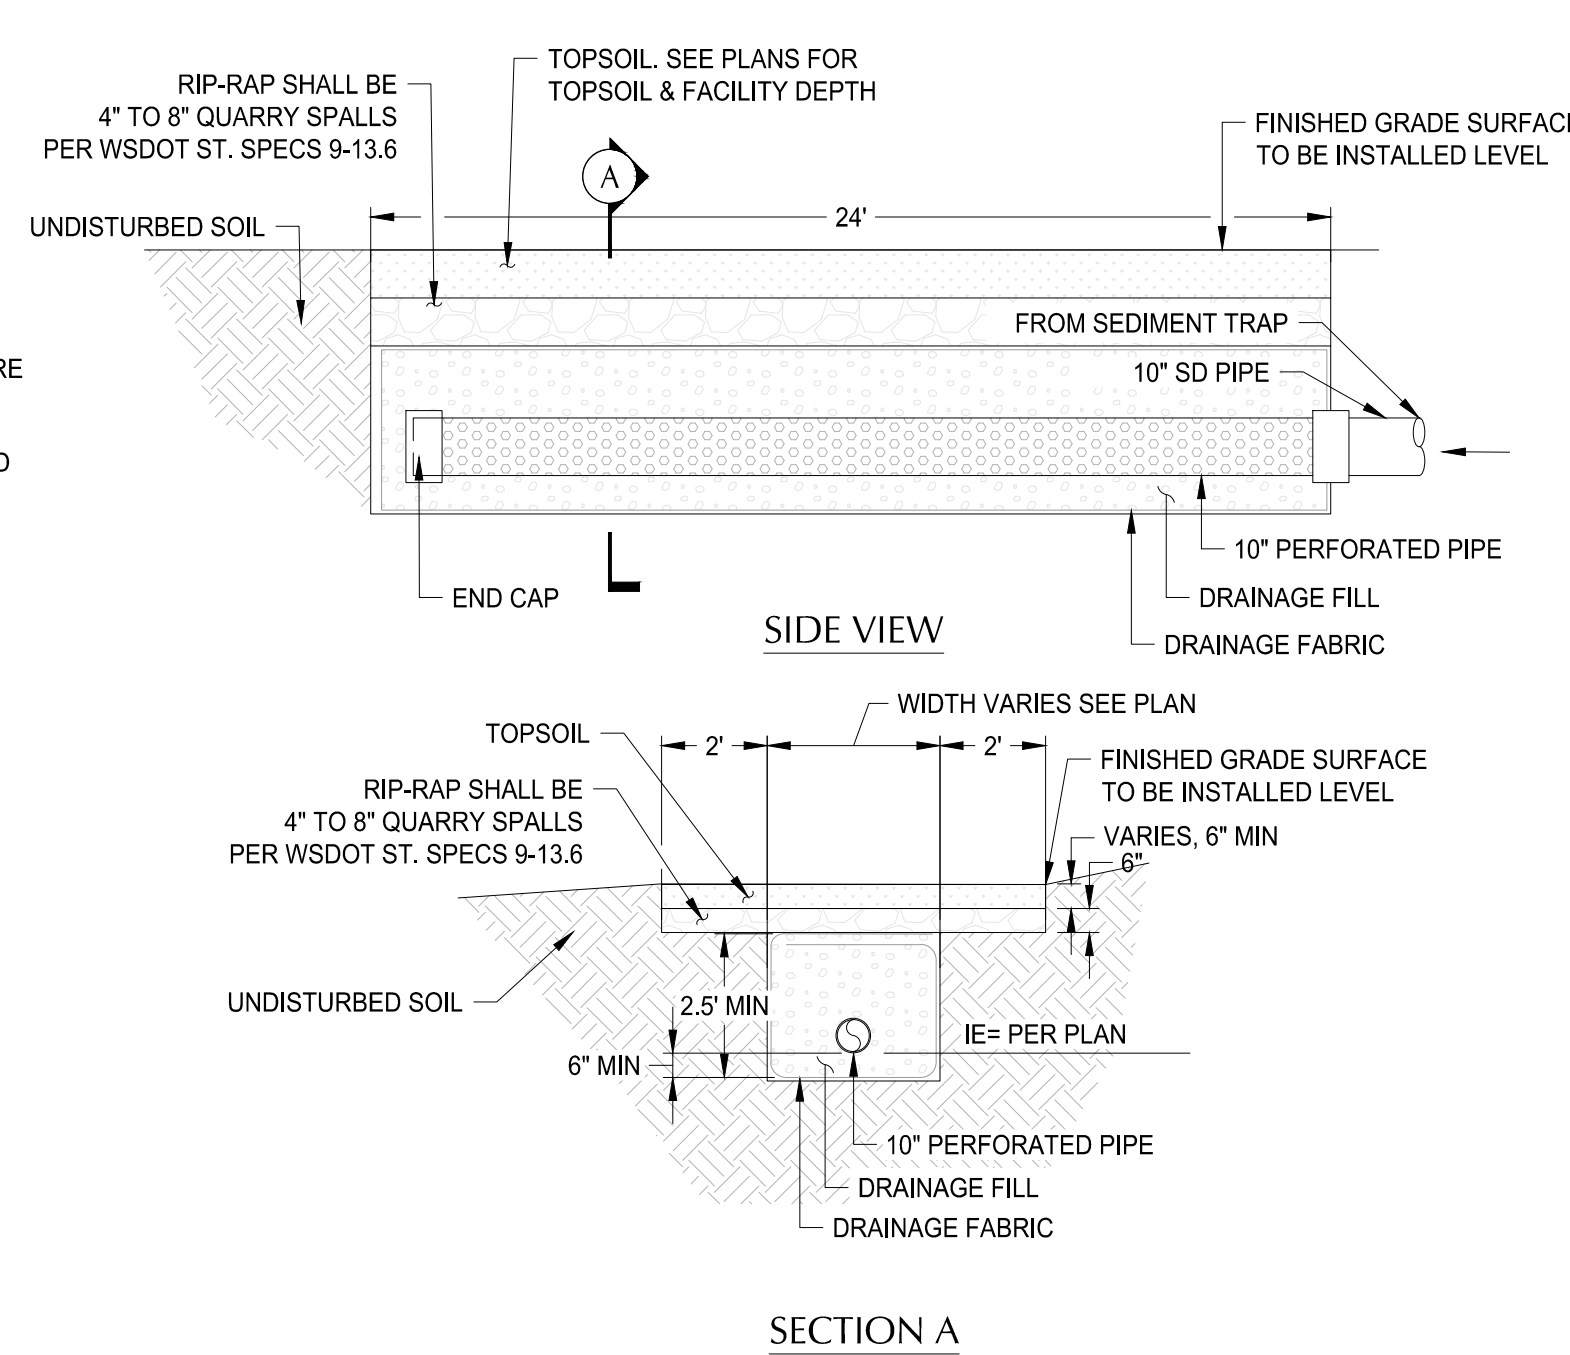 TOPSOIL. SEE PLANS FOR
TOPSOIL & FACILITY DEPTH
RIP-RAP SHALL BE
4" TO 8" QUARRY SPALLS
PER WSDOT ST. SPECS 9-13.6
FINISHED GRADE SURFACE
TO BE INSTALLED LEVEL
A
UNDISTURBED SOIL
24'
FROM SEDIMENT TRAP
RE
10" SD PIPE
10" PERFORATED PIPE
END CAP
DRAINAGE FILL
SIDE VIEW
DRAINAGE FABRIC
WIDTH VARIES SEE PLAN
TOPSOIL
2'
2'
FINISHED GRADE SURFACE
TO BE INSTALLED LEVEL
RIP-RAP SHALL BE
4" TO 8" QUARRY SPALLS
PER WSDOT ST. SPECS 9-13.6
VARIES, 6" MIN
6"
UNDISTURBED SOIL
2.5' MIN
IE= PER PLAN
6" MIN
10" PERFORATED PIPE
DRAINAGE FILL
DRAINAGE FABRIC
SECTION A